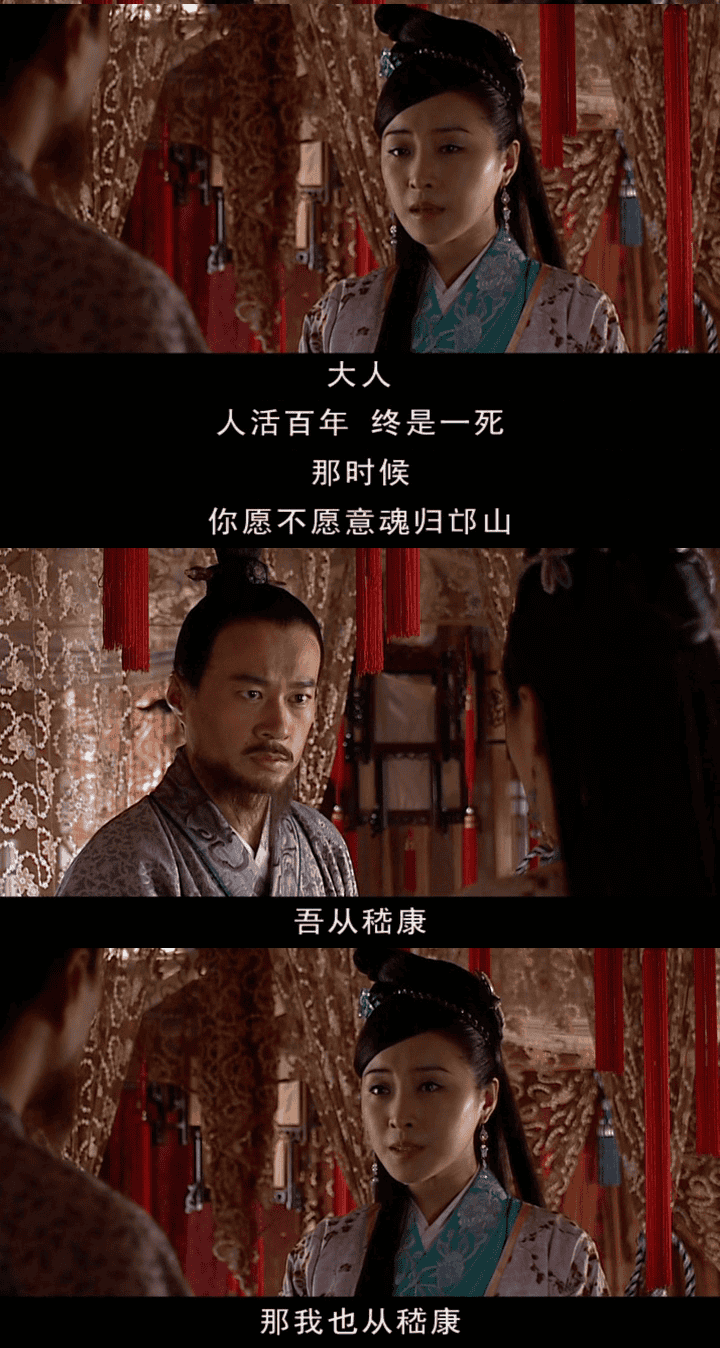 大人
人活百年 终是一死
那时候
你愿不愿意魂归邙山
吾从嵇康
那我也从嵇康